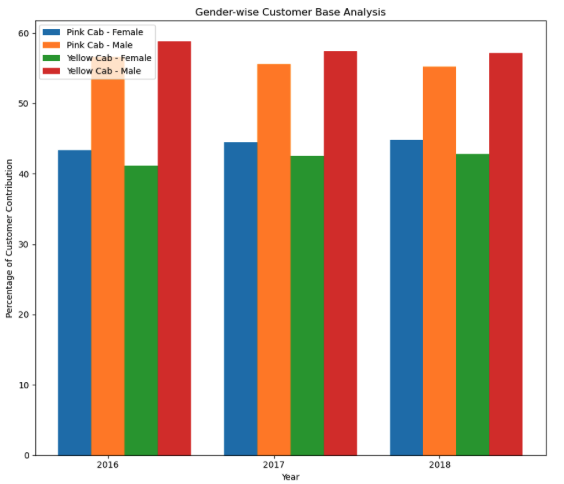 Gender-wise Customer Base Analysis
Pink Cab - Female
Pink Cab - Male
Yellow Cab - Female
Yellow Cab - Male
Percentage of Customer Contribution
60
50
40
30
20
10
0
2016 2017 2018
Year